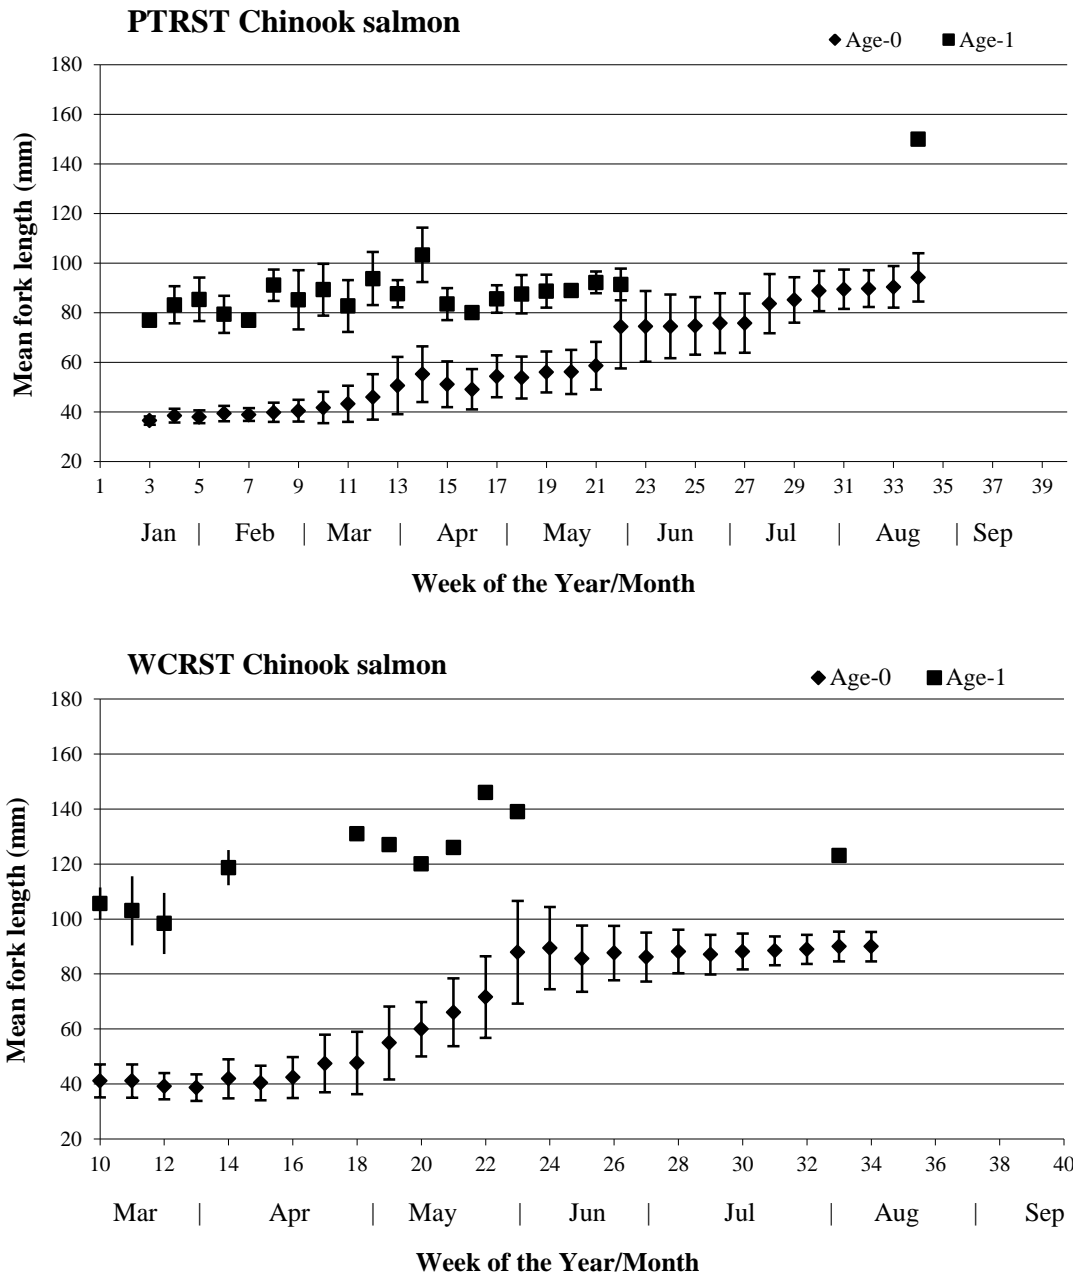 PTRST Chinook salmon
Age-0 Age-1
180
160
140
120
100
80
60
40
20
Mean fork length (mm)
1 3 5 7 9 11 13 15 17 19 21 23 25 27 29 31 33 35 37 39
Jan | Feb | Mar | Apr | May | Jun | Jul | Aug | Sep
Week of the Year/Month
WCRST Chinook salmon
Age-0 Age-1
180
160
140
120
100
80
60
40
20
Mean fork length (mm)
10 12 14 16 18 20 22 24 26 28 30 32 34 36 38 40
Mar | Apr | May | Jun | Jul | Aug | Sep
Week of the Year/Month